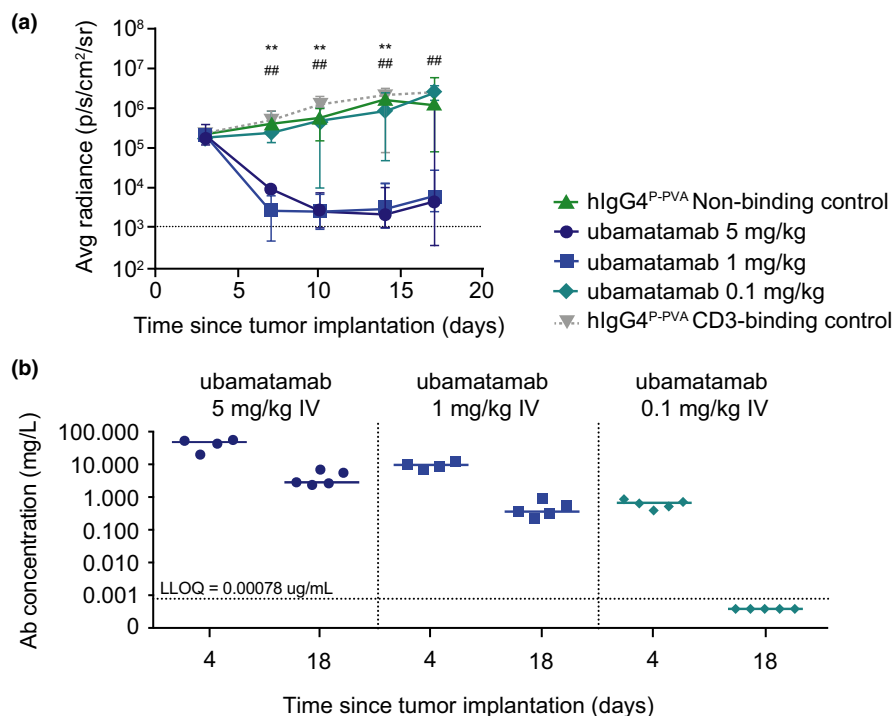 (a)
10⁸
10⁷
10⁶
10⁵
10⁴
10³
10²
Avg radiance (p/s/cm²/sr)
** ** **
## ## ## ##
0 5 10 15 20
Time since tumor implantation (days)
hIgG4ᴾ⁻ᴾⱽᴬ Non-binding control
ubamatamab 5 mg/kg
ubamatamab 1 mg/kg
ubamatamab 0.1 mg/kg
hIgG4ᴾ⁻ᴾⱽᴬ CD3-binding control
(b)
ubamatamab 5 mg/kg IV
ubamatamab 1 mg/kg IV
ubamatamab 0.1 mg/kg IV
Ab concentration (mg/L)
100.000
10.000
1.000
0.100
0.010
0.001
0
LLOQ = 0.00078 ug/mL
4 18 4 18 4 18
Time since tumor implantation (days)